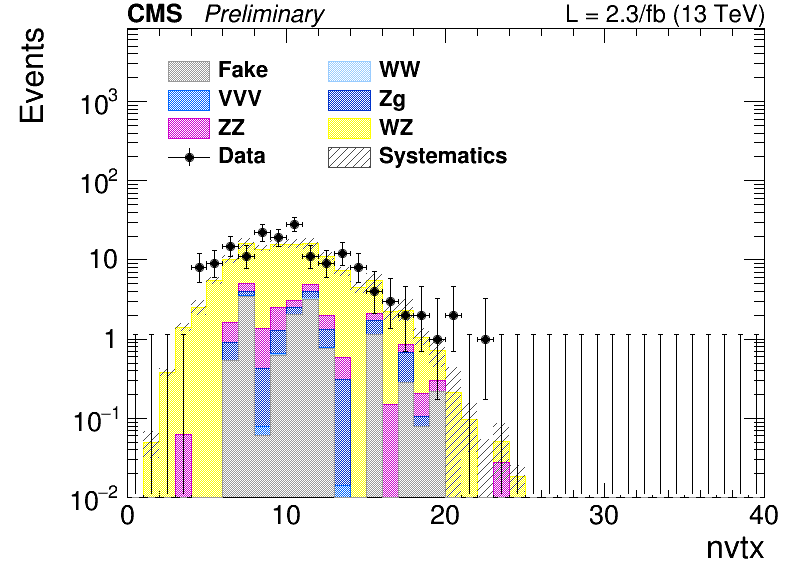 CMS Preliminary L = 2.3/fb (13 TeV)
Events
Fake WW
VVV Zg
ZZ WZ
Data Systematics
10³
10²
10
1
10⁻¹
10⁻²
0 10 20 30 40
nvtx